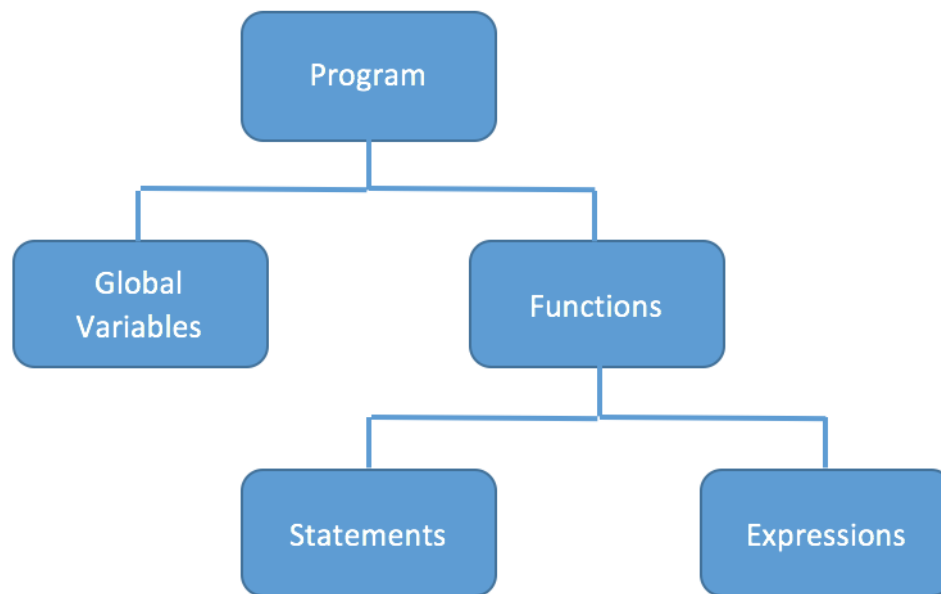 Program
Global
Variables
Functions
Statements
Expressions